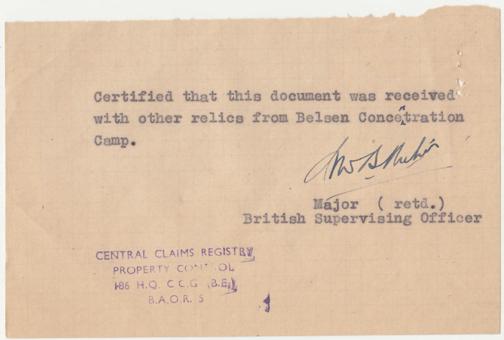 Certified that this document was received
with other relics from Belsen Concetration
Camp.
Major ( retd.)
British Supervising Officer
CENTRAL CLAIMS REGISTRY
PROPERTY CONTROL
186 H.Q. C.C.G (B.E.)
B.A.O.R. 5